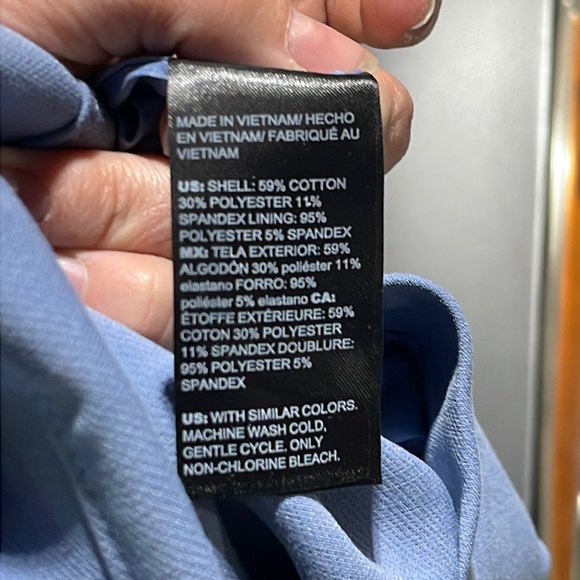 MADE IN VIETNAM/ HECHO
EN VIETNAM/ FABRIQUÉ AU
VIETNAM
US: SHELL: 59% COTTON
30% POLYESTER 11%
SPANDEX LINING: 95%
POLYESTER 5% SPANDEX
MX: TELA EXTERIOR: 59%
ALGODÓN 30% poliéster 11%
elastano FORRO: 95%
poliéster 5% elastano CA:
ÉTOFFE EXTÉRIEURE: 59%
COTON 30% POLYESTER
11% SPANDEX DOUBLURE:
95% POLYESTER 5%
SPANDEX
US: WITH SIMILAR COLORS.
MACHINE WASH COLD,
GENTLE CYCLE. ONLY
NON-CHLORINE BLEACH,